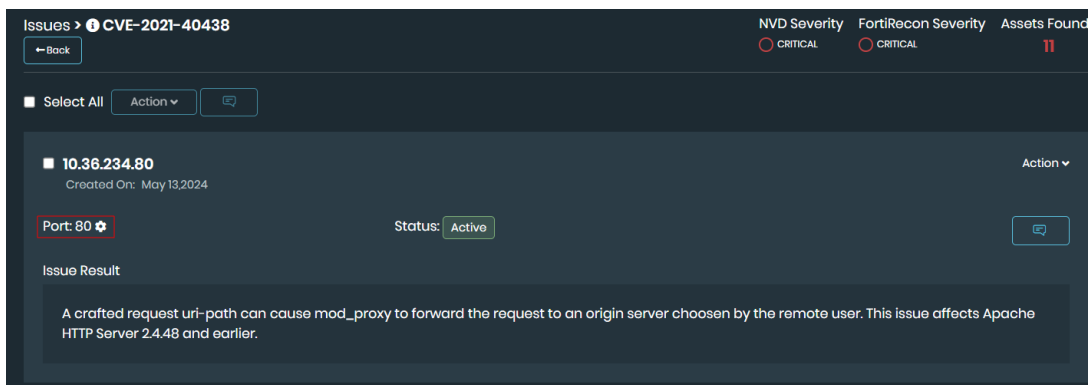 Issues > CVE-2021-40438
NVD Severity FortiRecon Severity Assets Found
←Back
CRITICAL CRITICAL 11
Select All Action
10.36.234.80 Action
Created On: May 13,2024
Port: 80 Status: Active
Issue Result
A crafted request uri-path can cause mod_proxy to forward the request to an origin server choosen by the remote user. This issue affects Apache
HTTP Server 2.4.48 and earlier.